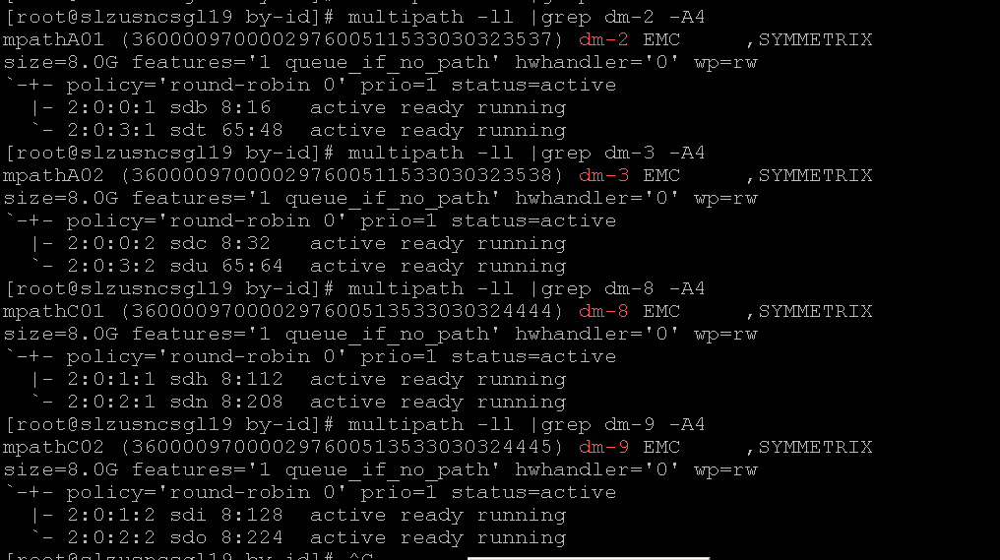 [root@slzusncsgl19 by-id]# multipath -ll |grep dm-2 -A4
mpathA01 (360000970000297600511533030323537) dm-2 EMC     ,SYMMETRIX
size=8.0G features='1 queue_if_no_path' hwhandler='0' wp=rw
`-+- policy='round-robin 0' prio=1 status=active
  |- 2:0:0:1 sdb 8:16   active ready running
  `- 2:0:3:1 sdt 65:48  active ready running
[root@slzusncsgl19 by-id]# multipath -ll |grep dm-3 -A4
mpathA02 (360000970000297600511533030323538) dm-3 EMC     ,SYMMETRIX
size=8.0G features='1 queue_if_no_path' hwhandler='0' wp=rw
`-+- policy='round-robin 0' prio=1 status=active
  |- 2:0:0:2 sdc 8:32   active ready running
  `- 2:0:3:2 sdu 65:64  active ready running
[root@slzusncsgl19 by-id]# multipath -ll |grep dm-8 -A4
mpathC01 (360000970000297600513533030324444) dm-8 EMC     ,SYMMETRIX
size=8.0G features='1 queue_if_no_path' hwhandler='0' wp=rw
`-+- policy='round-robin 0' prio=1 status=active
  |- 2:0:1:1 sdh 8:112  active ready running
  `- 2:0:2:1 sdn 8:208  active ready running
[root@slzusncsgl19 by-id]# multipath -ll |grep dm-9 -A4
mpathC02 (360000970000297600513533030324445) dm-9 EMC     ,SYMMETRIX
size=8.0G features='1 queue_if_no_path' hwhandler='0' wp=rw
`-+- policy='round-robin 0' prio=1 status=active
  |- 2:0:1:2 sdi 8:128  active ready running
  `- 2:0:2:2 sdo 8:224  active ready running
[root@slzusncsgl19 by-id]# ^C